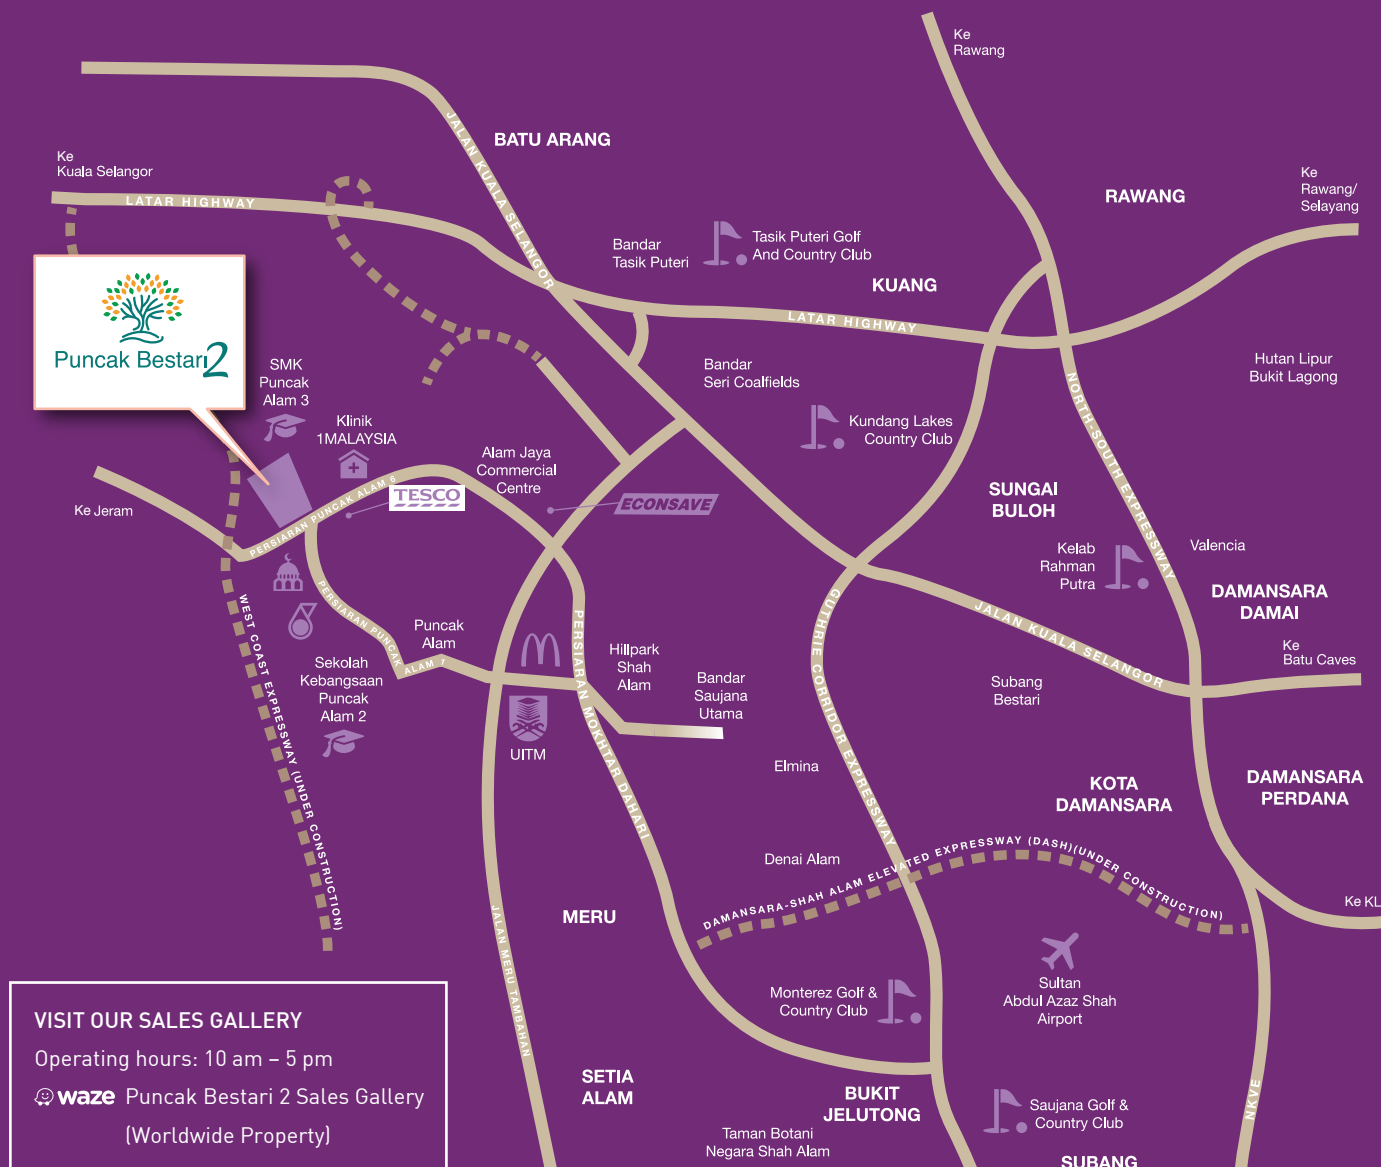 Ke
Rawang
BATU ARANG
JALAN KUALA SELANGOR
Ke
Kuala Selangor
LATAR HIGHWAY
RAWANG
Ke
Rawang/
Selayang
Bandar
Tasik Puteri
Tasik Puteri Golf
And Country Club
KUANG
LATAR HIGHWAY
Puncak Bestari 2
SMK
Puncak
Alam 3
Klinik
1MALAYSIA
Bandar
Seri Coalfields
Hutan Lipur
Bukit Lagong
NORTH-SOUTH EXPRESSWAY
Kundang Lakes
Country Club
Alam Jaya
Commercial
Centre
TESCO
ECONSAVE
Ke Jeram
PERSIARAN PUNCAK ALAM 6
SUNGAI
BULOH
Kelab
Rahman
Putra
Valencia
DAMANSARA
DAMAI
WEST COAST EXPRESSWAY (UNDER CONSTRUCTION)
PERSIARAN PUNCAK ALAM 7
Puncak
Alam
PERSIARAN MOKHTAR DAHARI
Hillpark
Shah
Alam
GUTHRIE CORRIDOR EXPRESSWAY
JALAN KUALA SELANGOR
Ke
Batu Caves
Sekolah
Kebangsaan
Puncak
Alam 2
Bandar
Saujana
Utama
Subang
Bestari
UITM
Elmina
KOTA
DAMANSARA
DAMANSARA
PERDANA
Denai Alam
DAMANSARA-SHAH ALAM ELEVATED EXPRESSWAY (DASH)(UNDER CONSTRUCTION)
MERU
JALAN MERU TAMBAHAN
Ke KL
Monterez Golf &
Country Club
Sultan
Abdul Azaz Shah
Airport
SETIA
ALAM
BUKIT
JELUTONG
Saujana Golf &
Country Club
NKVE
Taman Botani
Negara Shah Alam
SUBANG
VISIT OUR SALES GALLERY
Operating hours: 10 am – 5 pm
waze Puncak Bestari 2 Sales Gallery
(Worldwide Property)